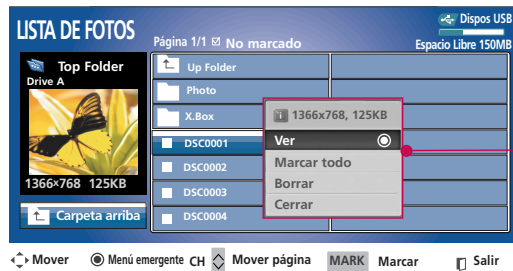 LISTA DE FOTOS
Página 1/1 No marcado
Dispos USB
Espacio Libre 150MB
Top Folder
Drive A
1366×768 125KB
Carpeta arriba
Up Folder
Photo
X.Box
DSC0001
DSC0002
DSC0003
DSC0004
1366x768, 125KB
Ver
Marcar todo
Borrar
Cerrar
Mover
Menú emergente
CH Mover página
MARK Marcar
Salir